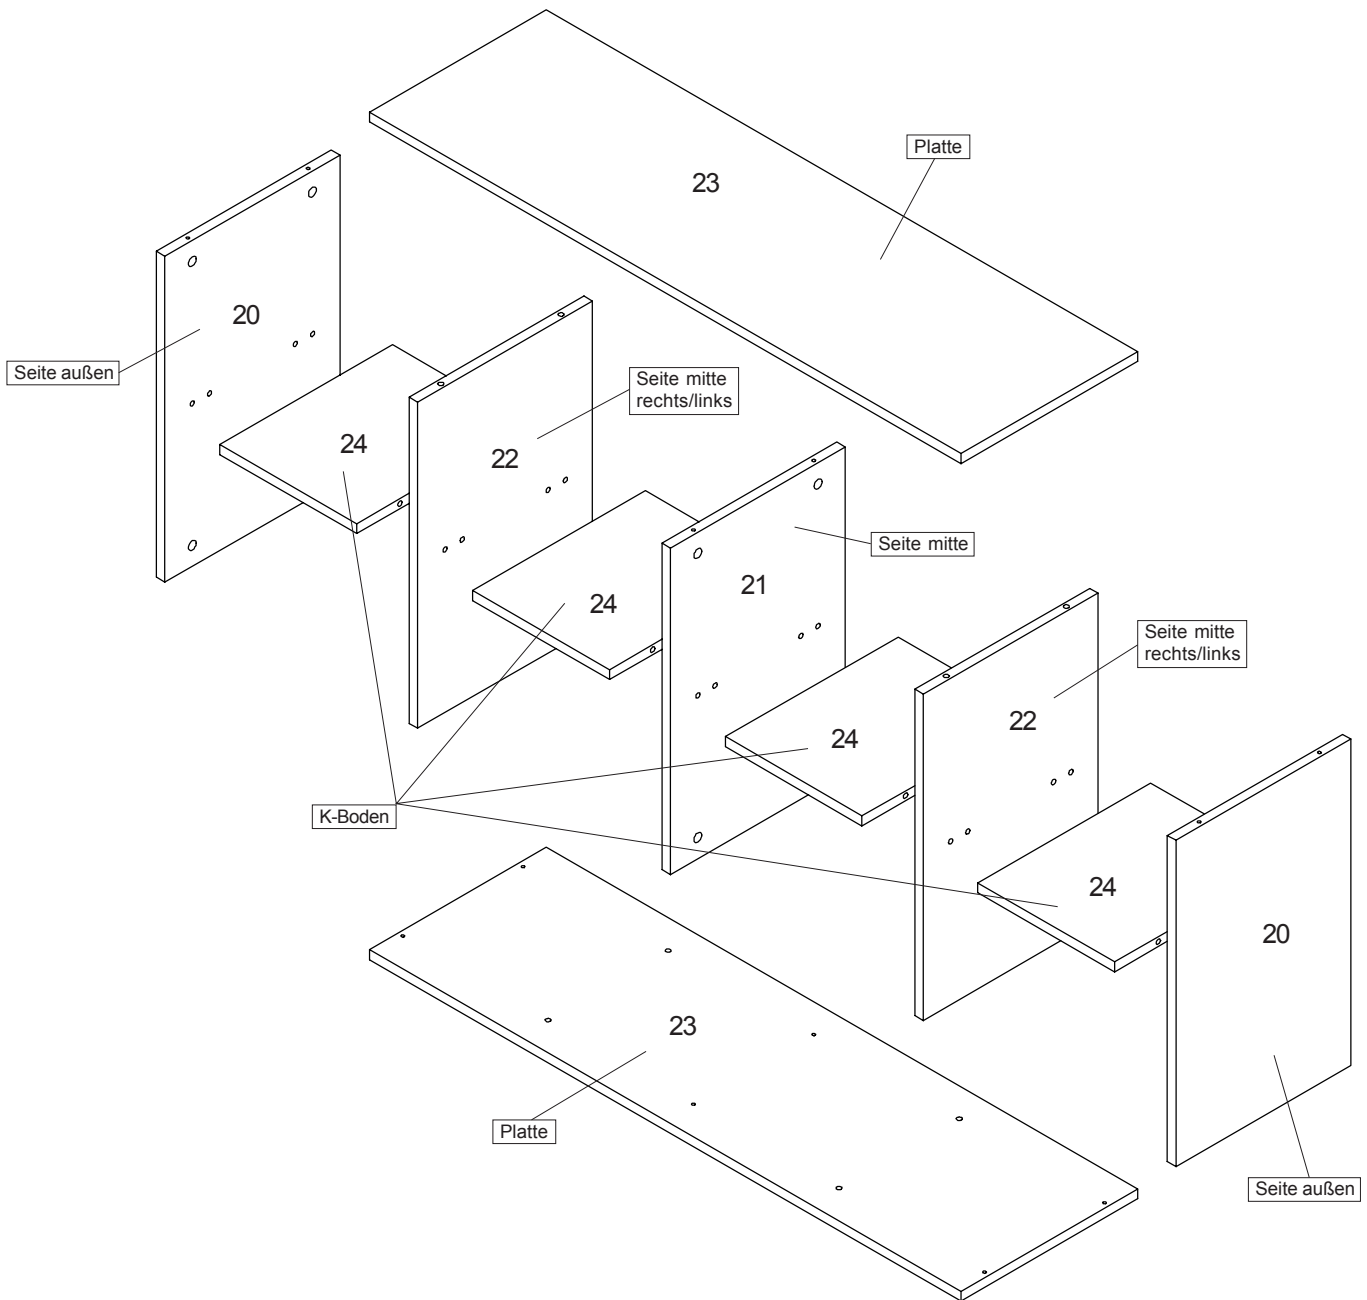 Platte
23
20
Seite außen
Seite mitte
rechts/links
24
22
Seite mitte
21
24
Seite mitte
rechts/links
22
24
K-Boden
24
20
23
Platte
Seite außen